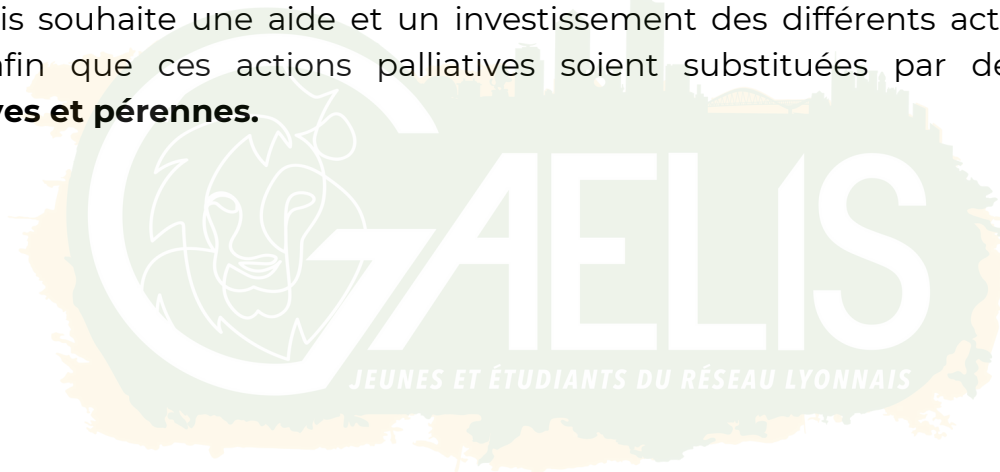 is souhaite une aide et un investissement des différents act
afin que ces actions palliatives soient substituées par de
ves et pérennes.
GAELIS
JEUNES ET ÉTUDIANTS DU RÉSEAU LYONNAIS